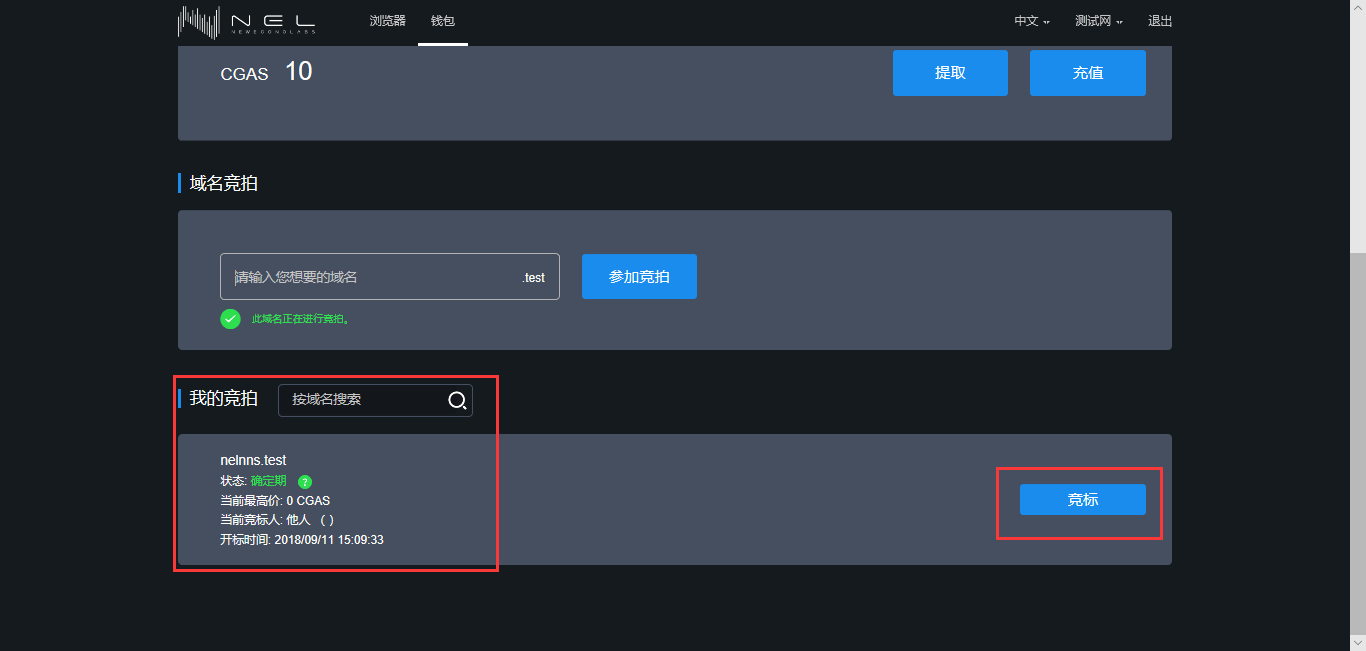 NEL
浏览器
钱包
中文
测试网
退出
NEWECONOLABS
CGAS 10
提取
充值
域名竞拍
请输入您想要的域名
.test
参加竞拍
此域名正在进行竞拍。
我的竞拍
按域名搜索
nelnns.test
状态: 确定期 ?
当前最高价: 0 CGAS
当前竞标人: 他人 ( )
开标时间: 2018/09/11 15:09:33
竞标